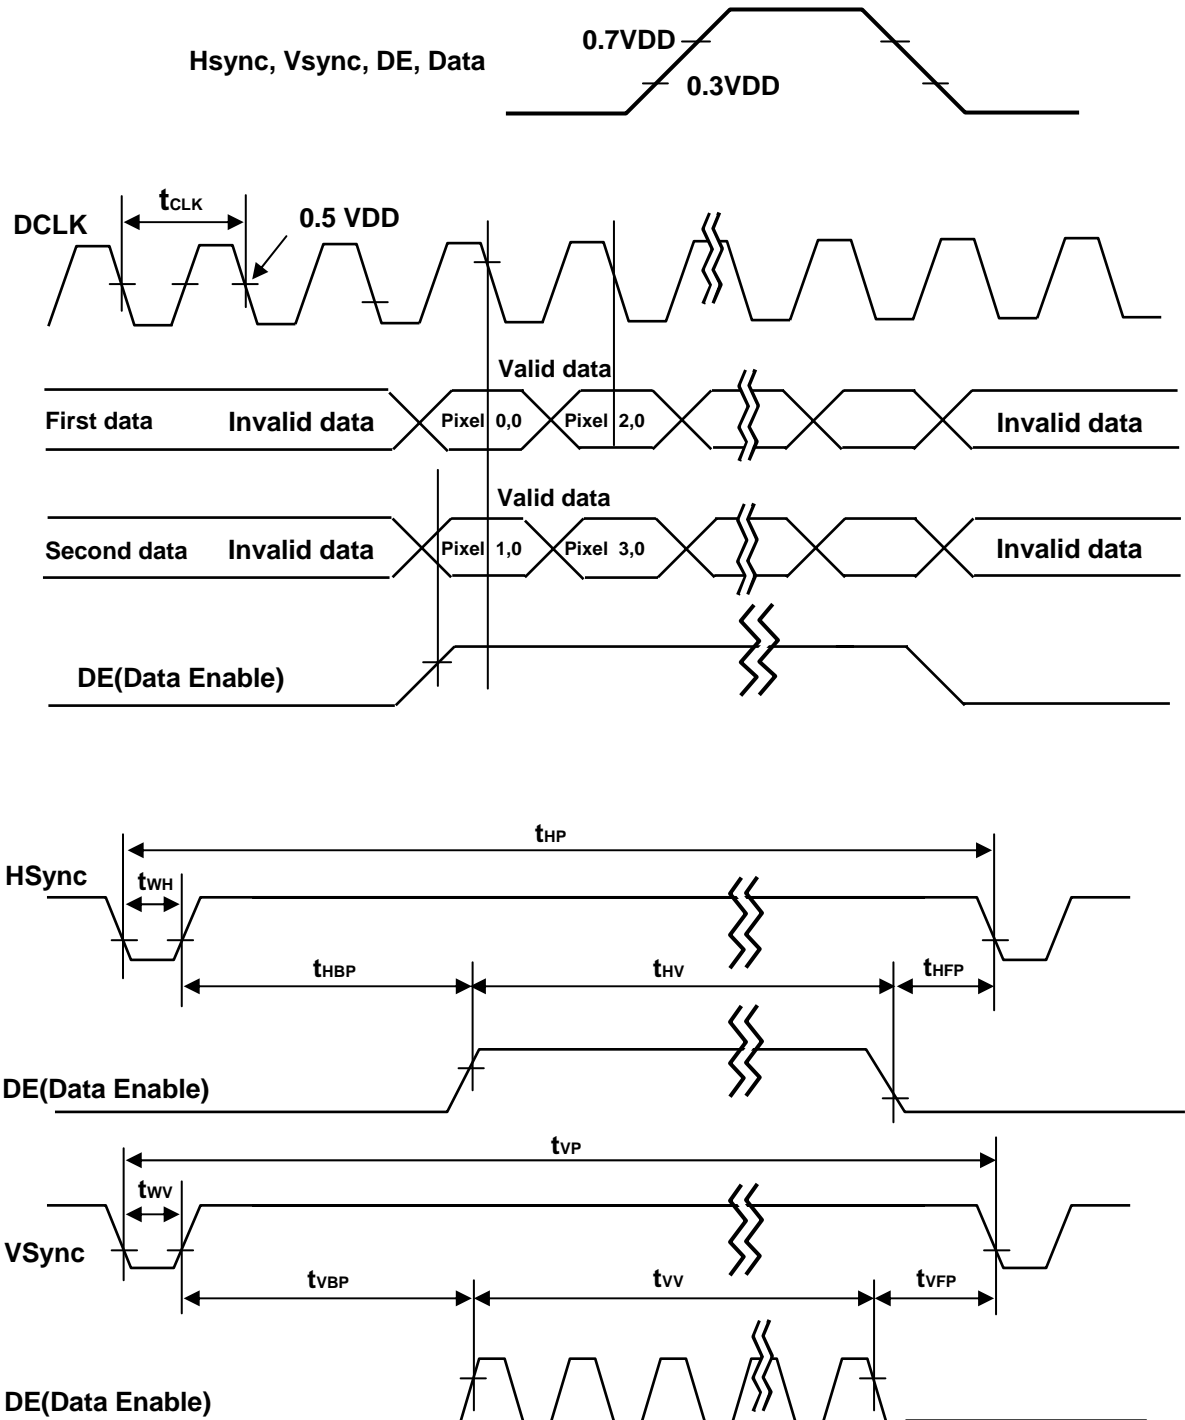 0.7VDD
Hsync, Vsync, DE, Data
0.3VDD
tCLK
DCLK
0.5 VDD
Valid data
First data Invalid data Pixel 0,0 Pixel 2,0 Invalid data
Valid data
Second data Invalid data Pixel 1,0 Pixel 3,0 Invalid data
DE(Data Enable)
tHP
HSync
tWH
tHBP tHV tHFP
DE(Data Enable)
tVP
tWV
VSync
tVBP tVV tVFP
DE(Data Enable)